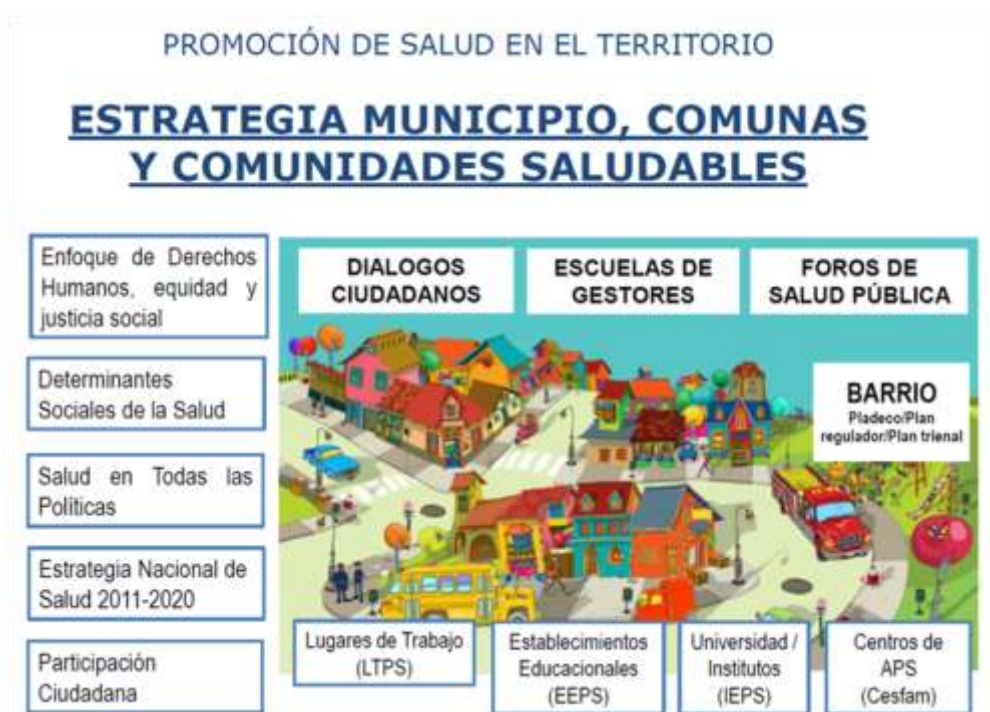 PROMOCIÓN DE SALUD EN EL TERRITORIO
ESTRATEGIA MUNICIPIO, COMUNAS
Y COMUNIDADES SALUDABLES
Enfoque de Derechos
Humanos, equidad y
justicia social
Determinantes
Sociales de la Salud
Salud en Todas las
Políticas
Estrategia Nacional de
Salud 2011-2020
Participación
Ciudadana
DIALOGOS
CIUDADANOS
ESCUELAS DE
GESTORES
FOROS DE
SALUD PÚBLICA
BARRIO
Pladeco/Plan
regulador/Plan trienal
Lugares de Trabajo
(LTPS)
Establecimientos
Educacionales
(EEPS)
Universidad /
Institutos
(IEPS)
Centros de
APS
(Cesfam)